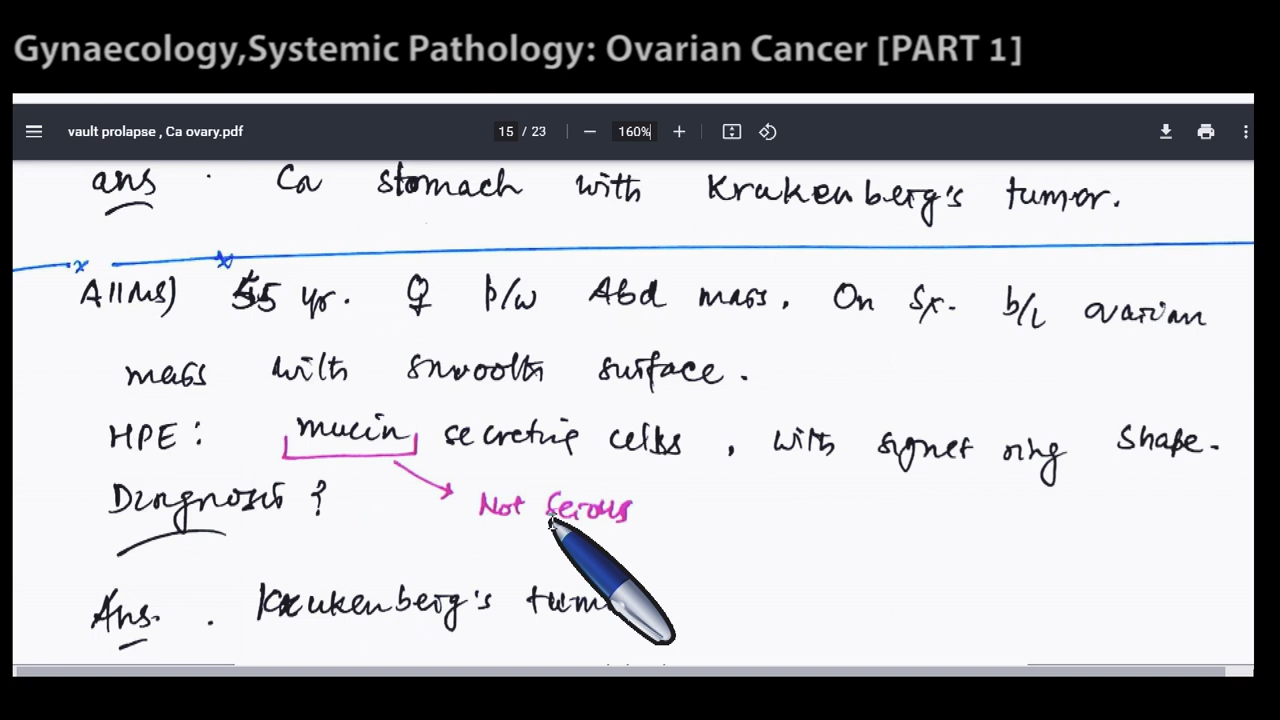 Gynaecology,Systemic Pathology: Ovarian Cancer [PART 1]
vault prolapse , Ca ovary.pdf 15 / 23 160%
ans . Ca stomach with Krukenberg's tumor.
AIIMS) 55 yr. ♀ p/w Abd mass. On Sx. b/L ovarian
mass with smooth surface.
HPE: mucin secreting cells, with signet ring shape.
Diagnosis?
Not Serous
Ans. Krukenberg's